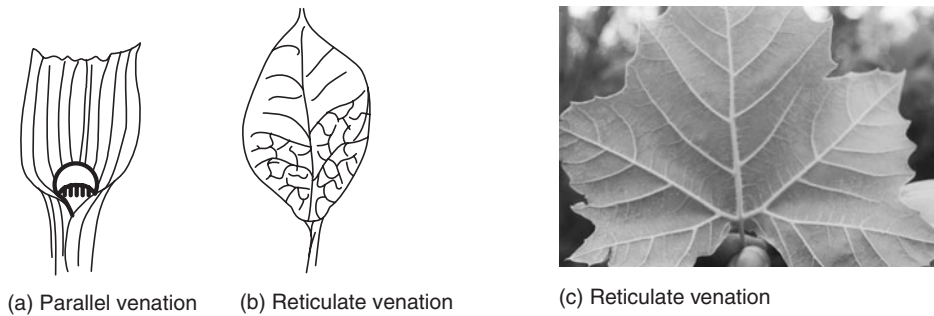 (a) Parallel venation
(b) Reticulate venation
(c) Reticulate venation